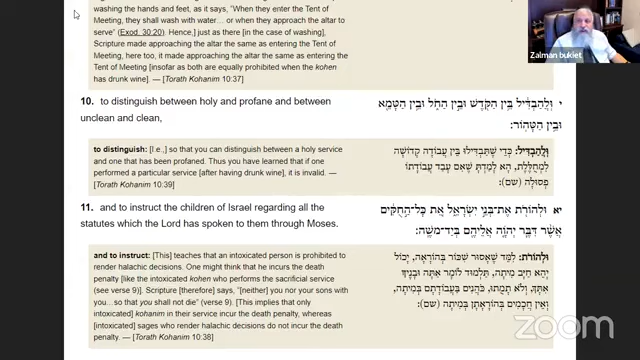 washing the hands and feet, as it says, "When they enter the Tent of
Meeting, they shall wash with water… or when they approach the altar to
serve" (Exod. 30:20). Hence,] just as there [in the case of washing],
Scripture made approaching the altar the same as entering the Tent of
Meeting, here too, it made approaching the altar the same as entering the
Tent of Meeting [insofar as both are equally prohibited when the kohen
has drunk wine]. — [Torath Kohanim 10:37]
10. to distinguish between holy and profane and between
unclean and clean,
י וּֽלֲהַבְדִּ֔יל בֵּ֥ין הַקֹּ֖דֶשׁ וּבֵ֣ין הַחֹ֑ל וּבֵ֥ין הַטָּמֵ֖א
וּבֵ֥ין הַטָּהֽוֹר:
to distinguish: [I.e.,] so that you can distinguish between a holy service
and one that has been profaned. Thus you have learned that if one
performed a particular service [after having drunk wine], it is invalid. —
[Torath Kohanim 10:39]
וּֽלֲהַבְדִּיל: כְּדֵי שֶׁתַּבְדִּילוּ בֵּין עֲבוֹדָה קְדוֹשָׁה
לִמְחֻלֶּלֶת, הָא לָמַדְתָּ שֶׁאִם עָבַד עֲבוֹדָתוֹ
פְּסוּלָה (שם):
11. and to instruct the children of Israel regarding all the
statutes which the Lord has spoken to them through Moses.
יא וּלְהוֹרֹ֖ת אֶת־בְּנֵ֣י יִשְׂרָאֵ֑ל אֵ֚ת כׇּל־הַ֣חֻקִּ֔ים
אֲשֶׁ֨ר דִּבֶּ֧ר יְהֹוָ֛ה אֲלֵיהֶ֖ם בְּיַד־משֶֽׁה:
and to instruct: [This] teaches that an intoxicated person is prohibited to
render halachic decisions. One might think that he incurs the death
penalty [like the intoxicated kohen who performs the sacrificial service
(see verse 9)]. Scripture [therefore] says, "[neither] you nor your sons with
you…so that you shall not die" (verse 9). [This implies that only
intoxicated] kohanim in their service incur the death penalty, whereas
[intoxicated] sages who render halachic decisions do not incur the death
penalty. — [Torath Kohanim 10:38]
וּלְהוֹרֹת: לִמֵּד שֶׁאָסוּר שִׁכּוֹר בְּהוֹרָאָה, יָכוֹל
יְהֵא חַיָּב מִיתָה, תַּלְמוּד לוֹמַר אַתָּה וּבָנֶיךָ
אִתָּךְ, וְלֹא תָמֻתוּ, כֹּהֲנִים בַּעֲבוֹדָתָם בְּמִיתָה,
וְאֵין חֲכָמִים בְּהוֹרָאָתָן בְּמִיתָה (שם):
Zalman bukiet
zoom